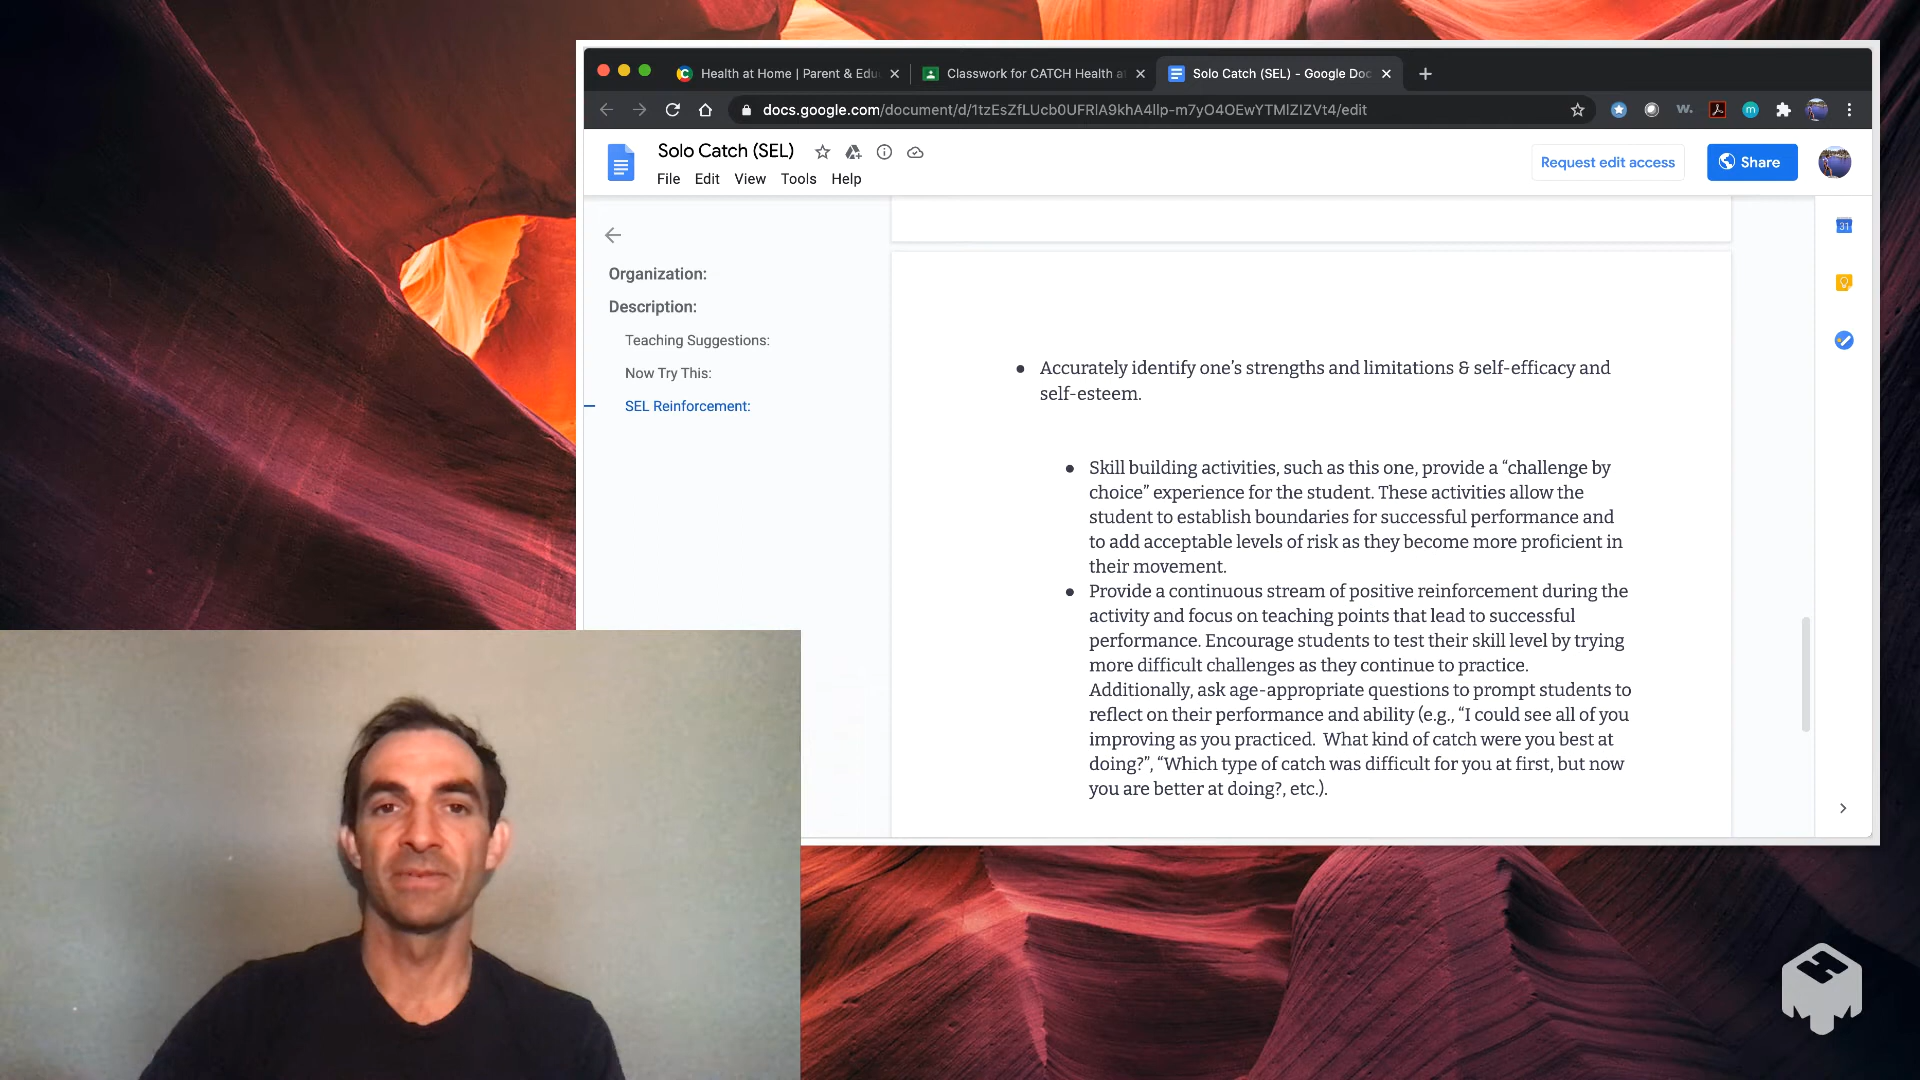 Health at Home | Parent & Edu
Classwork for CATCH Health a
Solo Catch (SEL) - Google Doc
docs.google.com/document/d/1tzEsZfLUcb0UFRlA9khA4llp-m7yO4OEwYTMlZlZVt4/edit
Solo Catch (SEL)
Request edit access
Share
File Edit View Tools Help
Organization:
Description:
Teaching Suggestions:
Now Try This:
SEL Reinforcement:
Accurately identify one’s strengths and limitations & self-efficacy and
self-esteem.
Skill building activities, such as this one, provide a “challenge by
choice” experience for the student. These activities allow the
student to establish boundaries for successful performance and
to add acceptable levels of risk as they become more proficient in
their movement.
Provide a continuous stream of positive reinforcement during the
activity and focus on teaching points that lead to successful
performance. Encourage students to test their skill level by trying
more difficult challenges as they continue to practice.
Additionally, ask age-appropriate questions to prompt students to
reflect on their performance and ability (e.g., “I could see all of you
improving as you practiced.  What kind of catch were you best at
doing?”, “Which type of catch was difficult for you at first, but now
you are better at doing?, etc.).
31